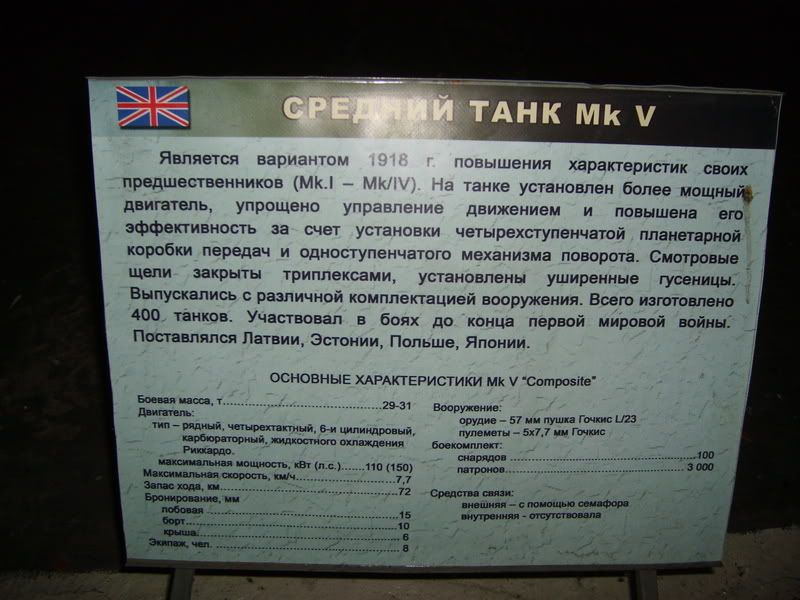 СРЕДНИЙ ТАНК Mk V
Является вариантом 1918 г. повышения характеристик своих
предшественников (Mk.I – Mk/IV). На танке установлен более мощный
двигатель, упрощено управление движением и повышена его
эффективность за счет установки четырехступенчатой планетарной
коробки передач и одноступенчатого механизма поворота. Смотровые
щели закрыты триплексами, установлены уширенные гусеницы.
Выпускались с различной комплектацией вооружения. Всего изготовлено
400 танков. Участвовал в боях до конца первой мировой войны.
Поставлялся Латвии, Эстонии, Польше, Японии.
ОСНОВНЫЕ ХАРАКТЕРИСТИКИ Mk V "Composite"
Боевая масса, т....................................29-31
Двигатель:
тип – рядный, четырехтактный, 6-и цилиндровый,
карбюраторный, жидкостного охлаждения
Риккардо.
максимальная мощность, кВт (л.с.).......110 (150)
Максимальная скорость, км/ч.......................7,7
Запас хода, км.......................................72
Бронирование, мм
лобовая..........................................15
борт.............................................10
крыша............................................6
Экипаж, чел. .....................................8
Вооружение:
орудие – 57 мм пушка Гочкис L/23
пулеметы – 5x7,7 мм Гочкис
боекомплект:
снарядов..................................................100
патронов............................................... 3 000
Средства связи:
внешняя – с помощью семафора
внутренняя - отсутствовала